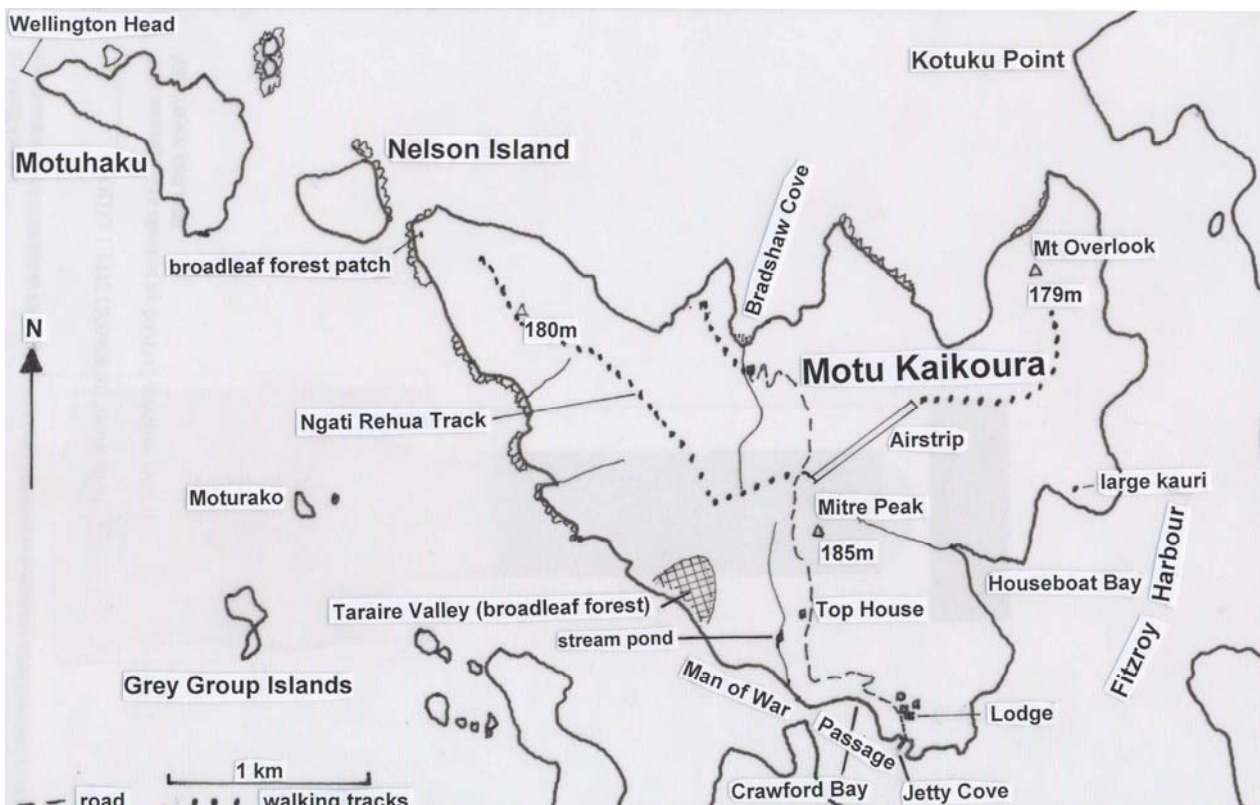 Wellington Head
Kotuku Point
Motuhaku
Nelson Island
broadleaf forest patch
Bradshaw Cove
Mt Overlook
179m
N
180m
Motu Kaikoura
Ngati Rehua Track
Airstrip
Moturako
Mitre Peak
large kauri
185m
Houseboat Bay
Fitzroy Harbour
Taraire Valley (broadleaf forest)
Top House
stream pond
Grey Group Islands
Man of War
Passage
Lodge
1 km
Crawford Bay
Jetty Cove
road
walking tracks